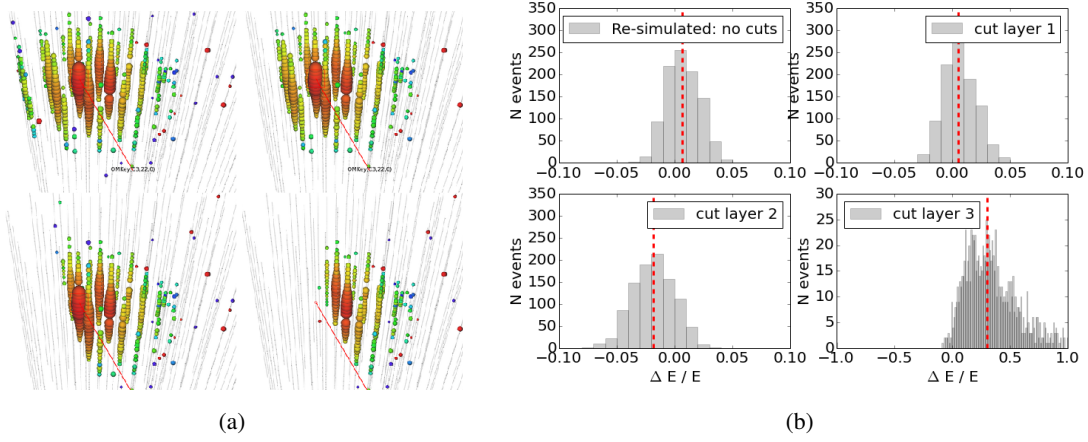 OMKey(C3,22,0)
OMKey(C3,22,0)
(a)
350
300
250
200
150
100
50
0
N events
Re-simulated: no cuts
−0.10 −0.05 0.00 0.05 0.10
350
300
250
200
150
100
50
0
N events
cut layer 1
−0.10 −0.05 0.00 0.05 0.10
350
300
250
200
150
100
50
0
N events
cut layer 2
−0.10 −0.05 0.00 0.05 0.10
Δ E / E
30
25
20
15
10
5
0
N events
cut layer 3
−1.0 −0.5 0.0 0.5 1.0
Δ E / E
(b)